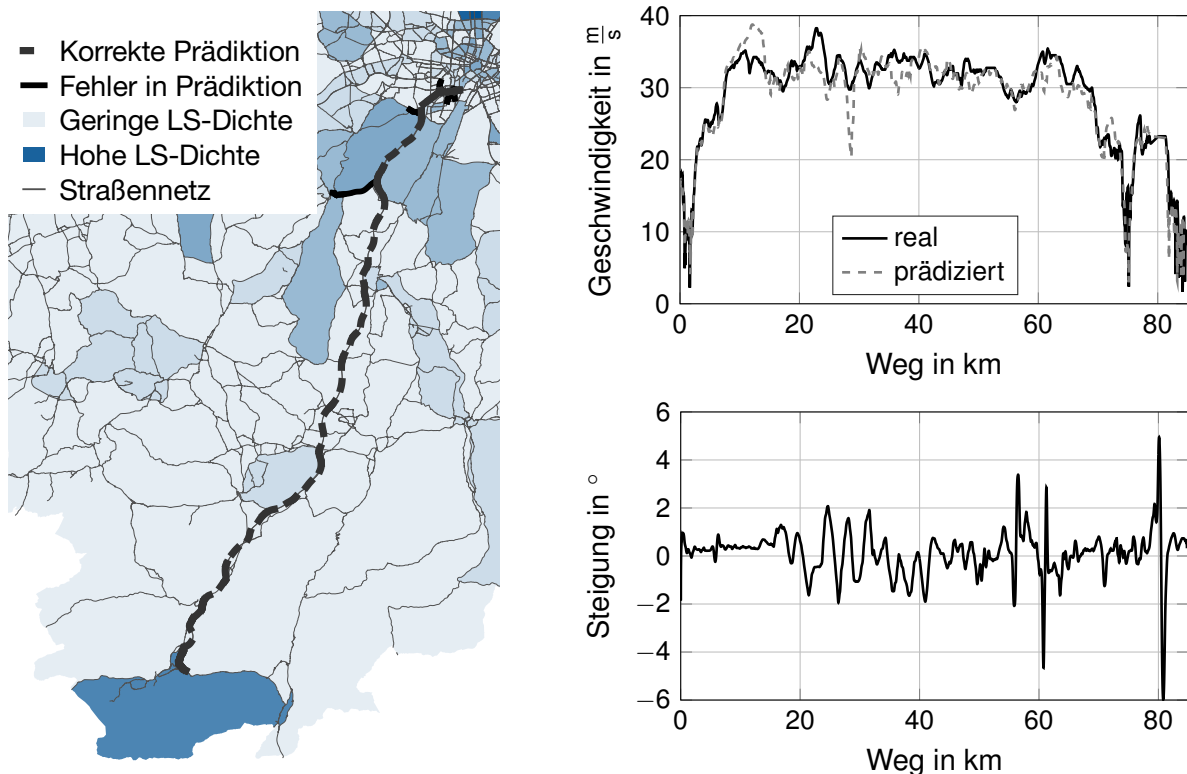 Korrekte Prädiktion
Fehler in Prädiktion
Geringe LS-Dichte
Hohe LS-Dichte
Straßennetz
Geschwindigkeit in m/s
40
30
20
10
0
real
prädiziert
0 20 40 60 80
Weg in km
Steigung in °
6
4
2
0
−2
−4
−6
0 20 40 60 80
Weg in km